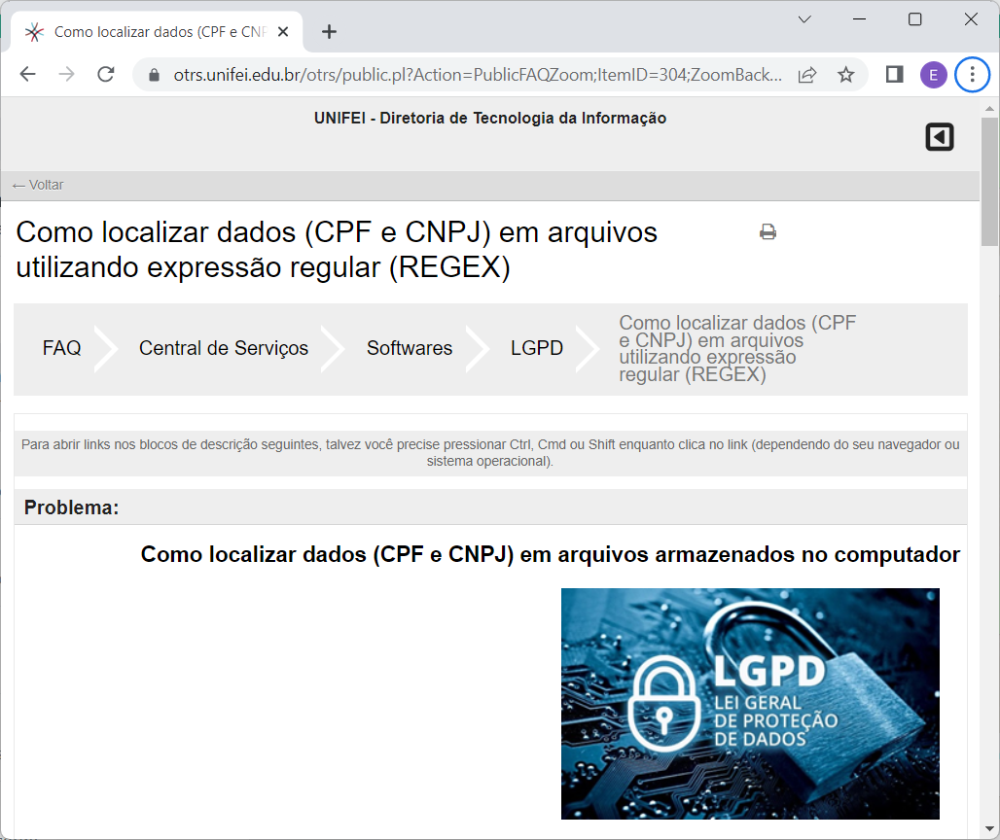 Como localizar dados (CPF e CNP
otrs.unifei.edu.br/otrs/public.pl?Action=PublicFAQZoom;ItemID=304;ZoomBack...
E
UNIFEI - Diretoria de Tecnologia da Informação
← Voltar
Como localizar dados (CPF e CNPJ) em arquivos
utilizando expressão regular (REGEX)
FAQ
Central de Serviços
Softwares
LGPD
Como localizar dados (CPF
e CNPJ) em arquivos
utilizando expressão
regular (REGEX)
Para abrir links nos blocos de descrição seguintes, talvez você precise pressionar Ctrl, Cmd ou Shift enquanto clica no link (dependendo do seu navegador ou
sistema operacional).
Problema:
Como localizar dados (CPF e CNPJ) em arquivos armazenados no computador
LGPD
LEI GERAL
DE PROTEÇÃO
DE DADOS